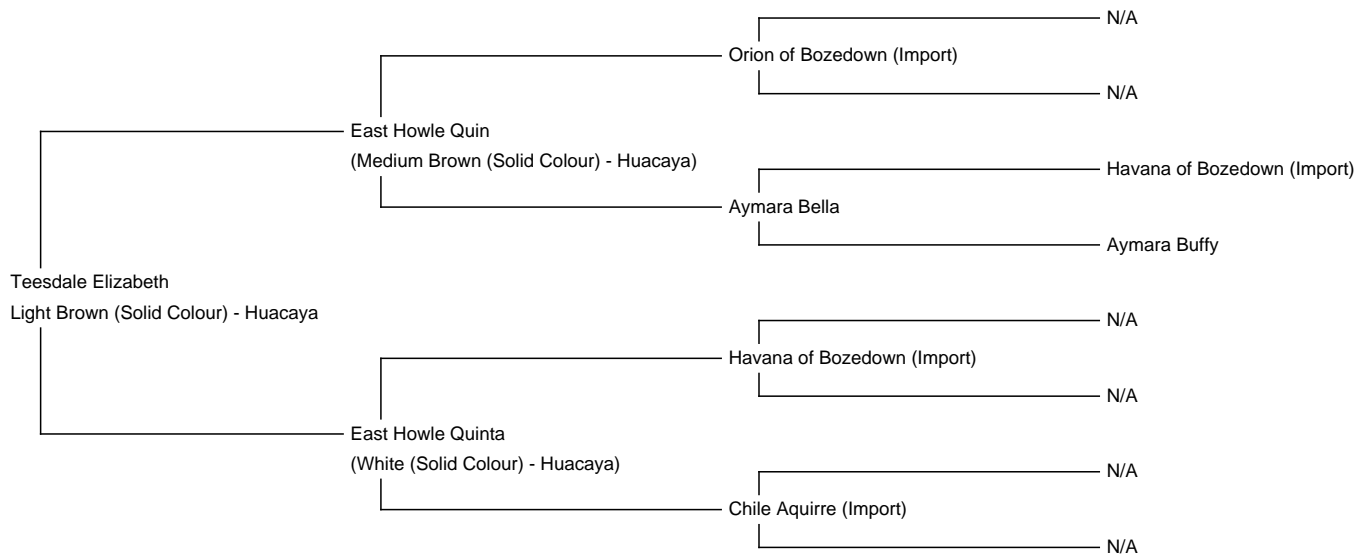 N/A
Orion of Bozedown (Import)
N/A
East Howle Quin
(Medium Brown (Solid Colour) - Huacaya)
Havana of Bozedown (Import)
Aymara Bella
Aymara Buffy
Teesdale Elizabeth
Light Brown (Solid Colour) - Huacaya
N/A
Havana of Bozedown (Import)
N/A
East Howle Quinta
(White (Solid Colour) - Huacaya)
N/A
Chile Aquirre (Import)
N/A